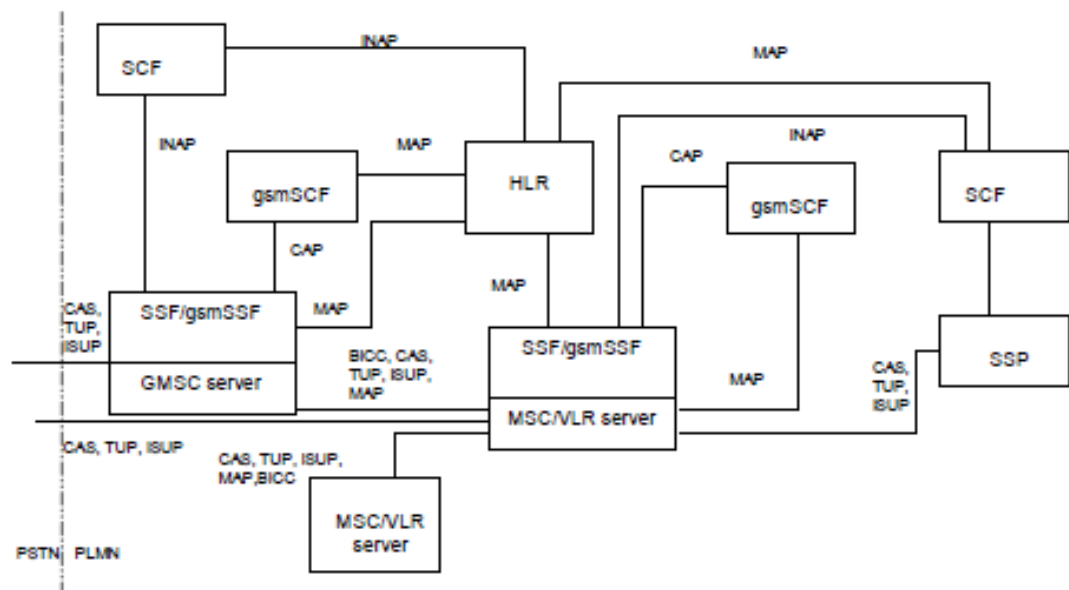 INAP
SCF
MAP
INAP
MAP
INAP
CAP
HLR
gsmSCF
gsmSCF
SCF
CAP
MAP
CAS,
TUP,
ISUP
SSF/gsmSSF
MAP
SSF/gsmSSF
BICC, CAS,
TUP, ISUP,
MAP
SSP
CAS,
TUP,
ISUP
GMSC server
MAP
MSC/VLR server
CAS, TUP, ISUP
CAS, TUP, ISUP,
MAP,BICC
MSC/VLR
server
PSTN
PLMN